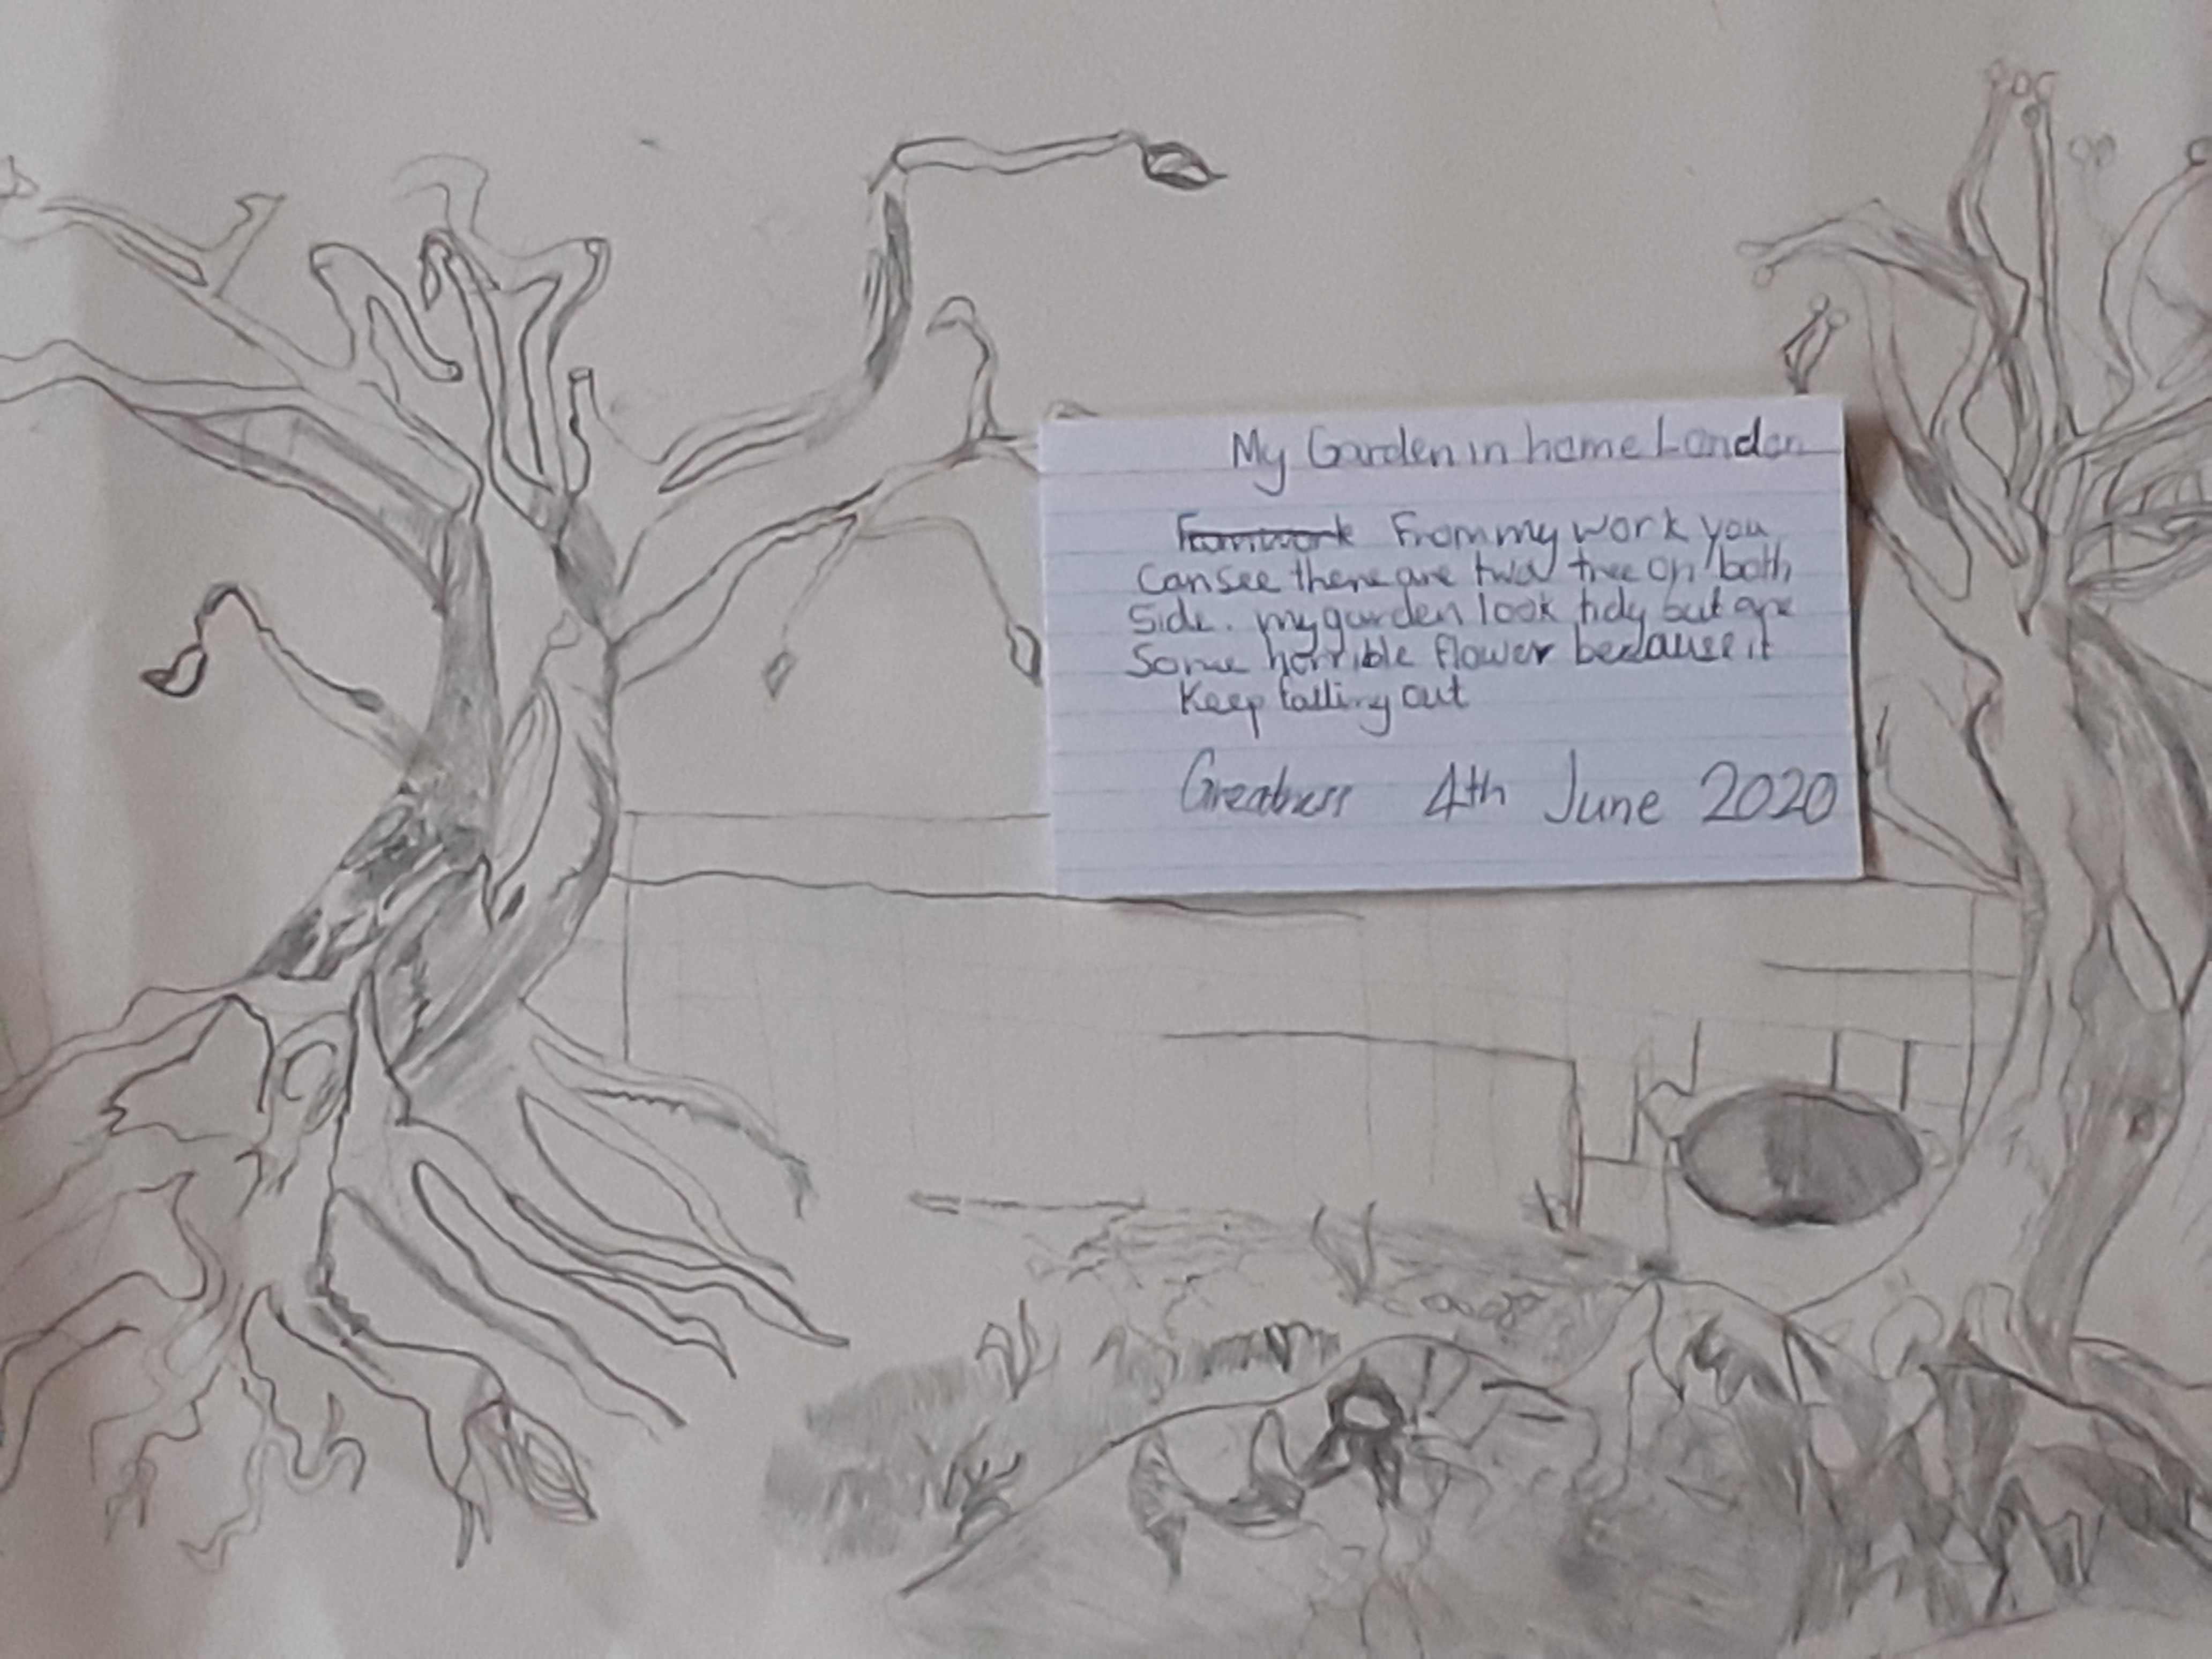 My Garden in home London
From my work you
can see there are two tree on both
side. my garden look tidy but are
some horrible flower because it
keep falling out
Greatness 4th June 2020